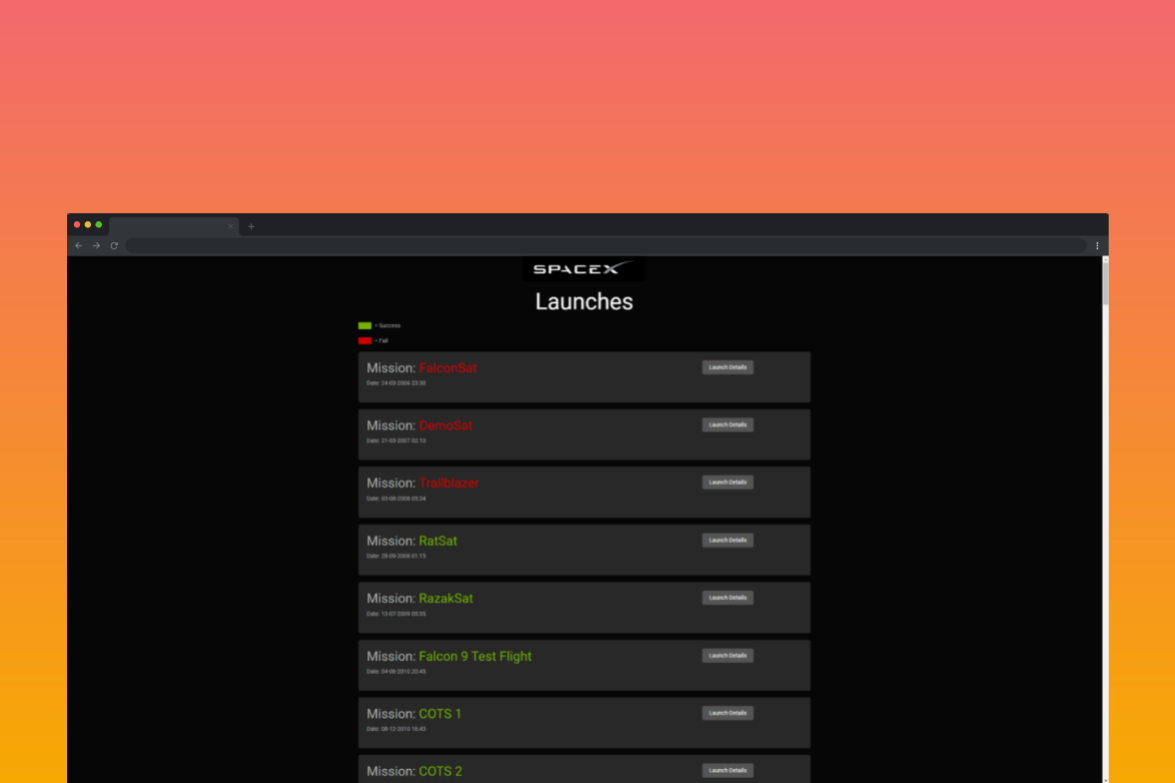 SPACEX
Launches
= Success
= Fail
Mission: FalconSat
Launch Details
Date: 24-03-2006 23:30
Mission: DemoSat
Launch Details
Date: 21-03-2007 02:10
Mission: Trailblazer
Launch Details
Date: 03-08-2008 05:34
Mission: RatSat
Launch Details
Date: 28-09-2008 01:15
Mission: RazakSat
Launch Details
Date: 13-07-2009 05:35
Mission: Falcon 9 Test Flight
Launch Details
Date: 04-06-2010 20:45
Mission: COTS 1
Launch Details
Date: 08-12-2010 16:43
Mission: COTS 2
Launch Details